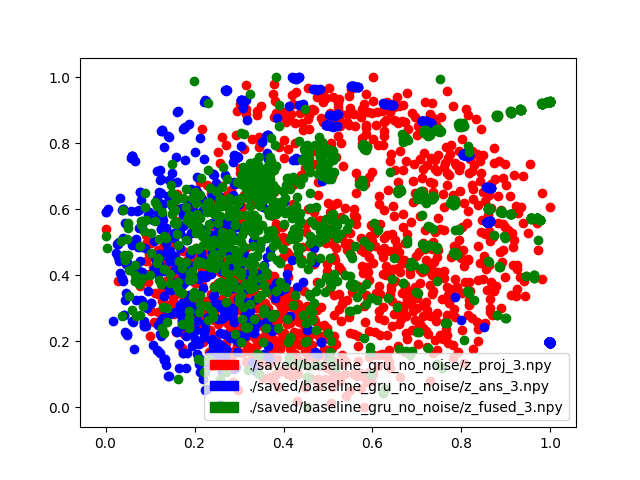 1.0
0.8
0.6
0.4
0.2
0.0
./saved/baseline_gru_no_noise/z_proj_3.npy
./saved/baseline_gru_no_noise/z_ans_3.npy
./saved/baseline_gru_no_noise/z_fused_3.npy
0.0 0.2 0.4 0.6 0.8 1.0